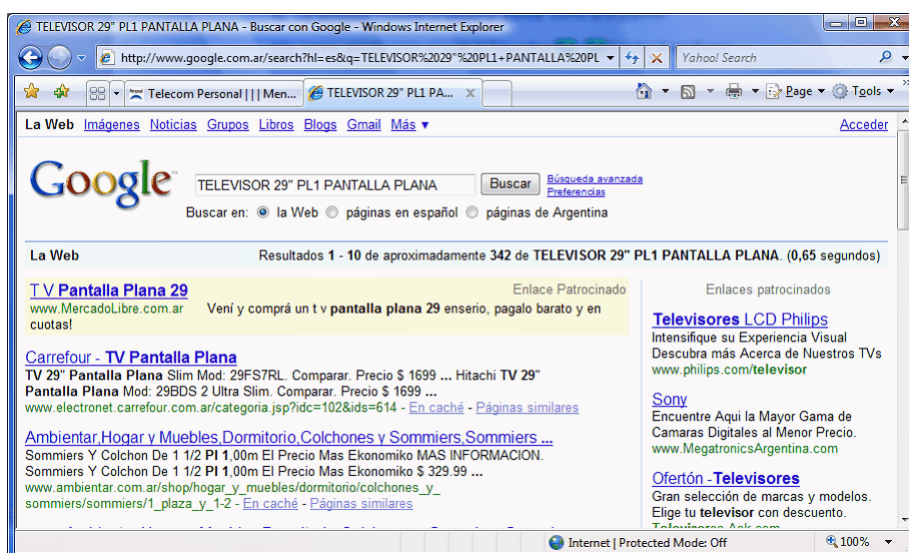 TELEVISOR 29" PL1 PANTALLA PLANA - Buscar con Google - Windows Internet Explorer
http://www.google.com.ar/search?hl=es&q=TELEVISOR%2029"%20PL1+PANTALLA%20PL
Yahoo! Search
Telecom Personal | | | Men...
TELEVISOR 29" PL1 PA...
Page
Tools
La Web Imágenes Noticias Grupos Libros Blogs Gmail Más
Acceder
Google
TELEVISOR 29" PL1 PANTALLA PLANA
Buscar
Búsqueda avanzada
Preferencias
Buscar en: la Web páginas en español páginas de Argentina
La Web
Resultados 1 - 10 de aproximadamente 342 de TELEVISOR 29" PL1 PANTALLA PLANA. (0,65 segundos)
T V Pantalla Plana 29
Enlace Patrocinado
www.MercadoLibre.com.ar Vení y comprá un t v pantalla plana 29 enserio, pagalo barato y en
cuotas!
Carrefour - TV Pantalla Plana
TV 29" Pantalla Plana Slim Mod: 29FS7RL. Comparar. Precio $ 1699 ... Hitachi TV 29"
Pantalla Plana Mod: 29BDS 2 Ultra Slim. Comparar. Precio $ 1699 ...
www.electronet.carrefour.com.ar/categoria.jsp?idc=102&ids=614 - En caché - Páginas similares
Ambientar,Hogar y Muebles,Dormitorio,Colchones y Sommiers,Sommiers ...
Sommiers Y Colchon De 1 1/2 Pl 1,00m El Precio Mas Ekonomiko MAS INFORMACION.
Sommiers Y Colchon De 1 1/2 Pl 1,00m El Precio Mas Ekonomiko $ 329.99 ...
www.ambientar.com.ar/shop/hogar_y_muebles/dormitorio/colchones_y_
sommiers/sommiers/1_plaza_y_1-2 - En caché - Páginas similares
Enlaces patrocinados
Televisores LCD Philips
Intensifique su Experiencia Visual
Descubra más Acerca de Nuestros TVs
www.philips.com/televisor
Sony
Encuentre Aqui la Mayor Gama de
Camaras Digitales al Menor Precio.
www.MegatronicsArgentina.com
Ofertón - Televisores
Gran selección de marcas y modelos.
Elige tu televisor con descuento.
Televisores.Ask.com
Internet | Protected Mode: Off
100%